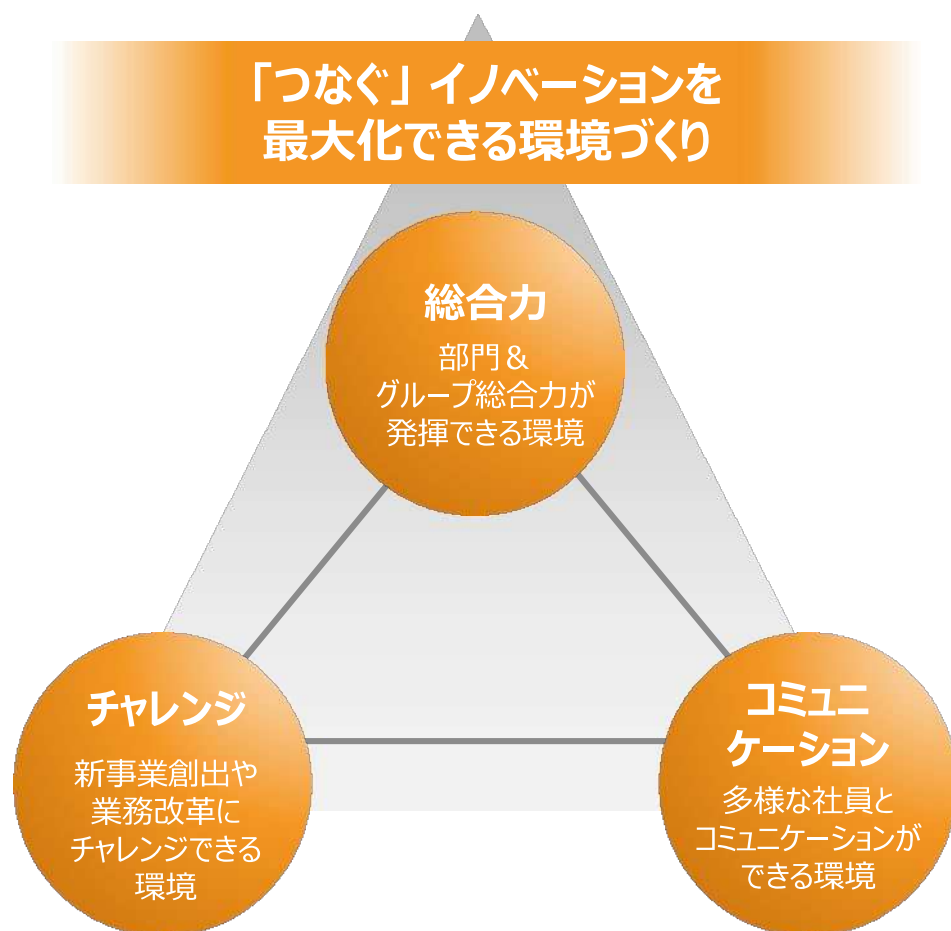 「つなぐ」イノベーションを
最大化できる環境づくり
総合力
部門＆
グループ総合力が
発揮できる環境
チャレンジ
新事業創出や
業務改革に
チャレンジできる
環境
コミュニ
ケーション
多様な社員と
コミュニケーションが
できる環境